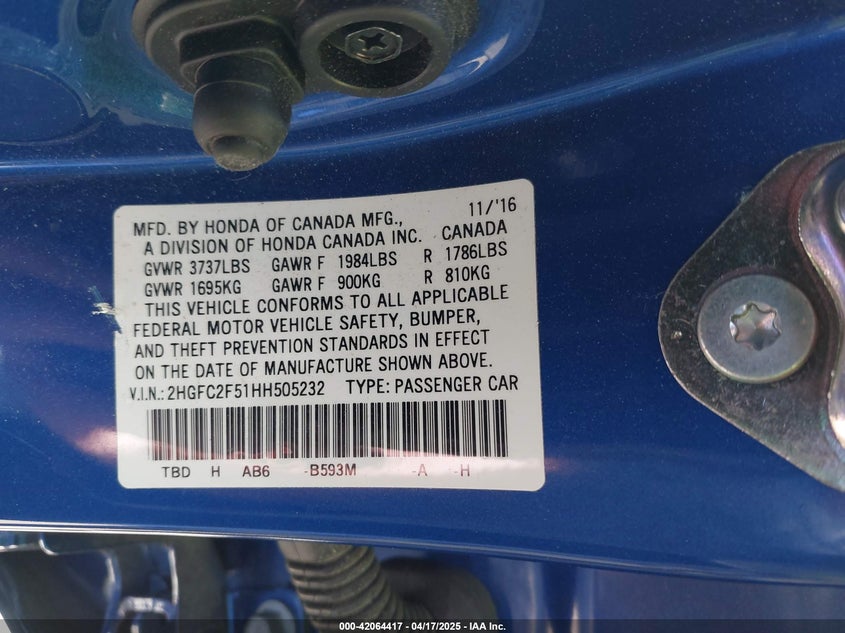 MFD. BY HONDA OF CANADA MFG., 11/'16
A DIVISION OF HONDA CANADA INC. CANADA
GVWR 3737LBS GAWR F 1984LBS R 1786LBS
GVWR 1695KG GAWR F 900KG R 810KG
THIS VEHICLE CONFORMS TO ALL APPLICABLE
FEDERAL MOTOR VEHICLE SAFETY, BUMPER,
AND THEFT PREVENTION STANDARDS IN EFFECT
ON THE DATE OF MANUFACTURE SHOWN ABOVE.
V.I.N.: 2HGFC2F51HH505232 TYPE: PASSENGER CAR
TBD H AB6 -B593M -A -H
000-42064417 - 04/17/2025 - IAA Inc.